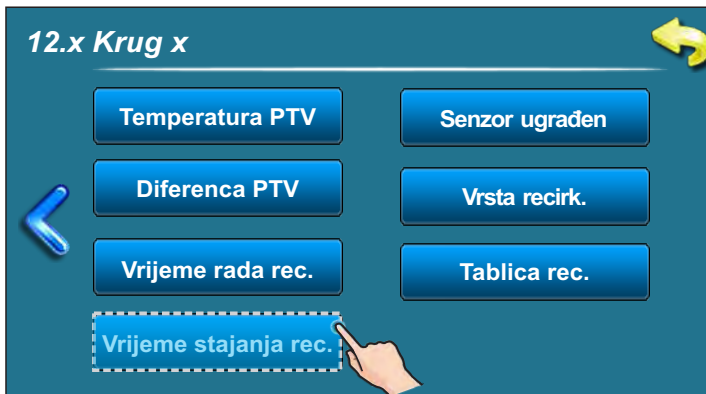 12.x Krug x
Temperatura PTV
Senzor ugrađen
Diferenca PTV
Vrsta recirk.
Vrijeme rada rec.
Tablica rec.
Vrijeme stajanja rec.